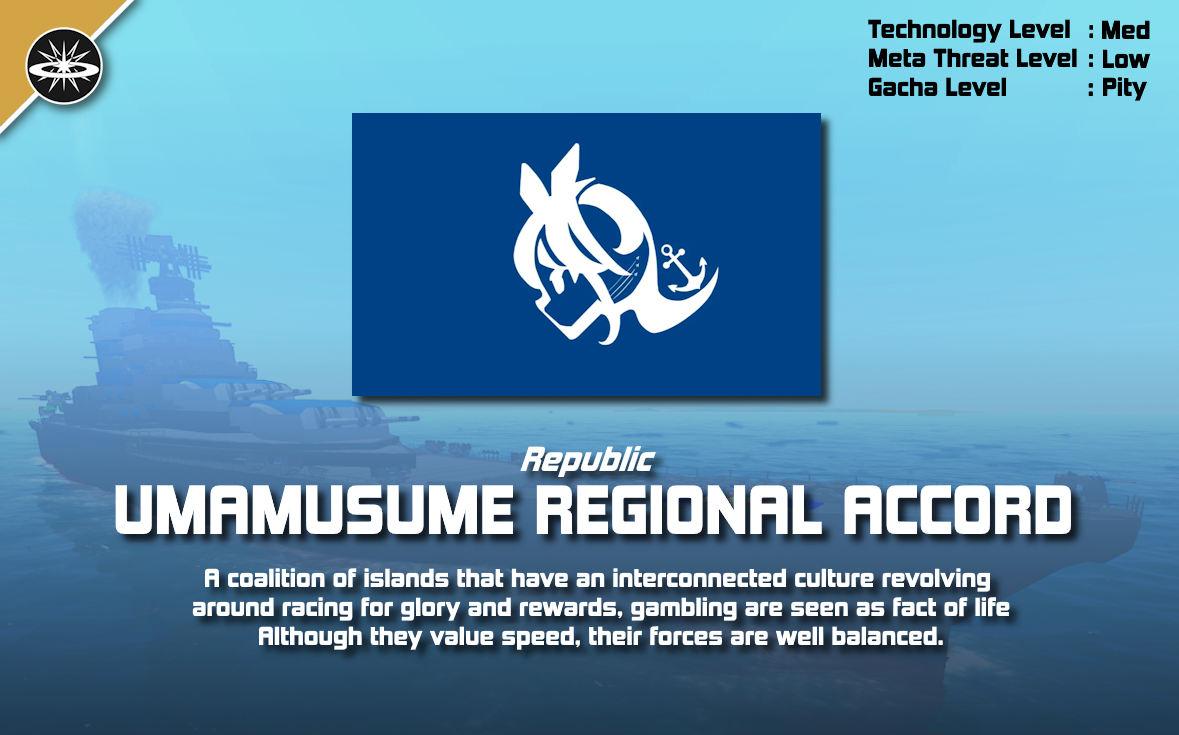 Technology Level : Med
Meta Threat Level : Low
Gacha Level : Pity
Republic
UMAMUSUME REGIONAL ACCORD
A coalition of islands that have an interconnected culture revolving
around racing for glory and rewards, gambling are seen as fact of life
Although they value speed, their forces are well balanced.